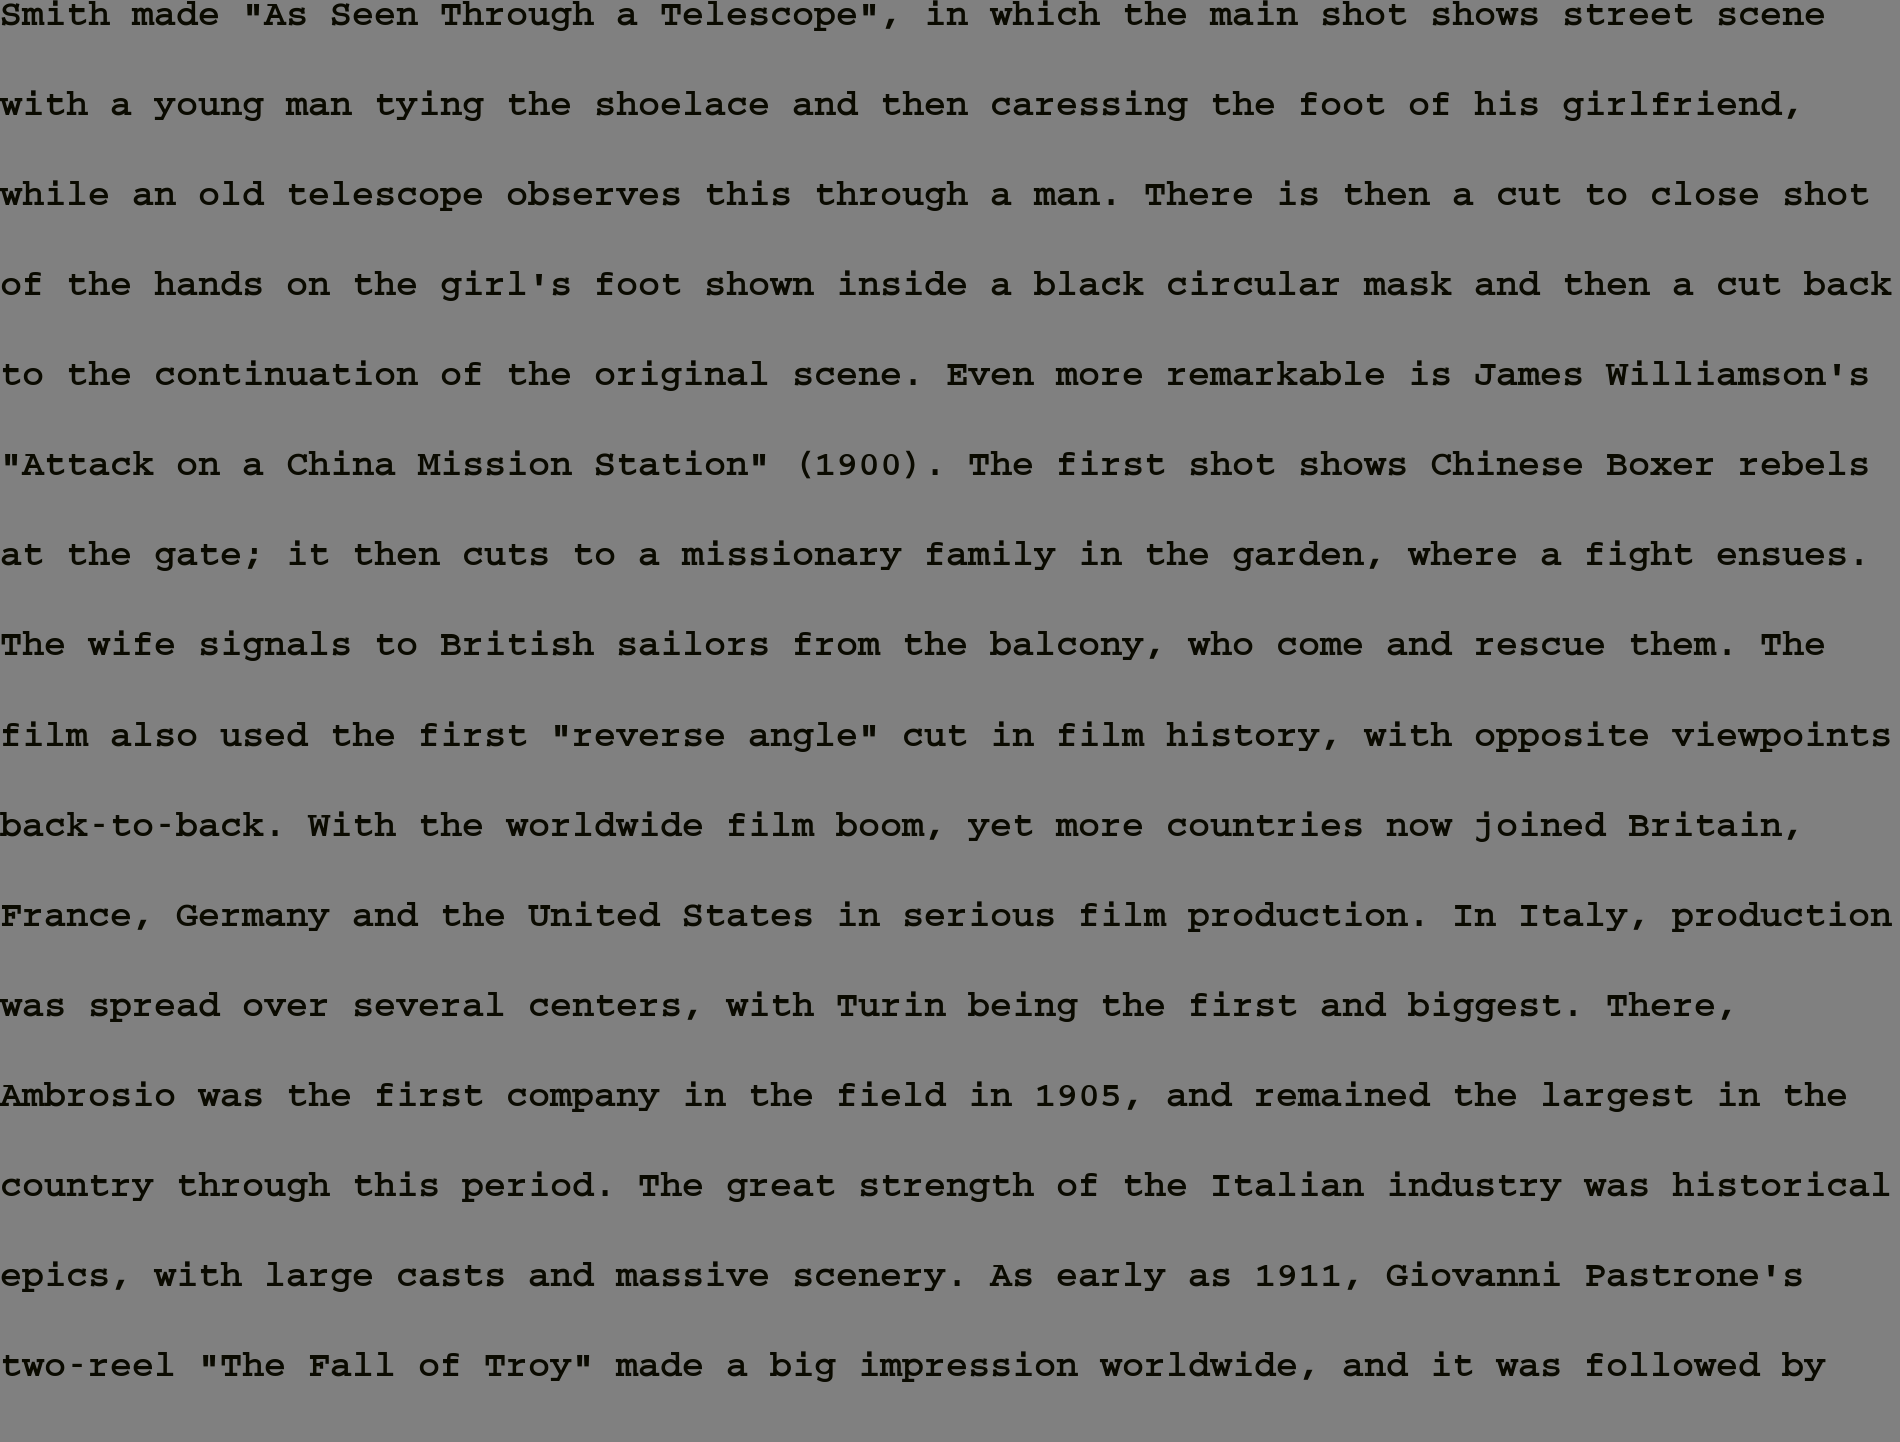 Smith made "As Seen Through a Telescope", in which the main shot shows street scene
with a young man tying the shoelace and then caressing the foot of his girlfriend,
while an old telescope observes this through a man. There is then a cut to close shot
of the hands on the girl's foot shown inside a black circular mask and then a cut back
to the continuation of the original scene. Even more remarkable is James Williamson's
"Attack on a China Mission Station" (1900). The first shot shows Chinese Boxer rebels
at the gate; it then cuts to a missionary family in the garden, where a fight ensues.
The wife signals to British sailors from the balcony, who come and rescue them. The
film also used the first "reverse angle" cut in film history, with opposite viewpoints
back-to-back. With the worldwide film boom, yet more countries now joined Britain,
France, Germany and the United States in serious film production. In Italy, production
was spread over several centers, with Turin being the first and biggest. There,
Ambrosio was the first company in the field in 1905, and remained the largest in the
country through this period. The great strength of the Italian industry was historical
epics, with large casts and massive scenery. As early as 1911, Giovanni Pastrone's
two-reel "The Fall of Troy" made a big impression worldwide, and it was followed by